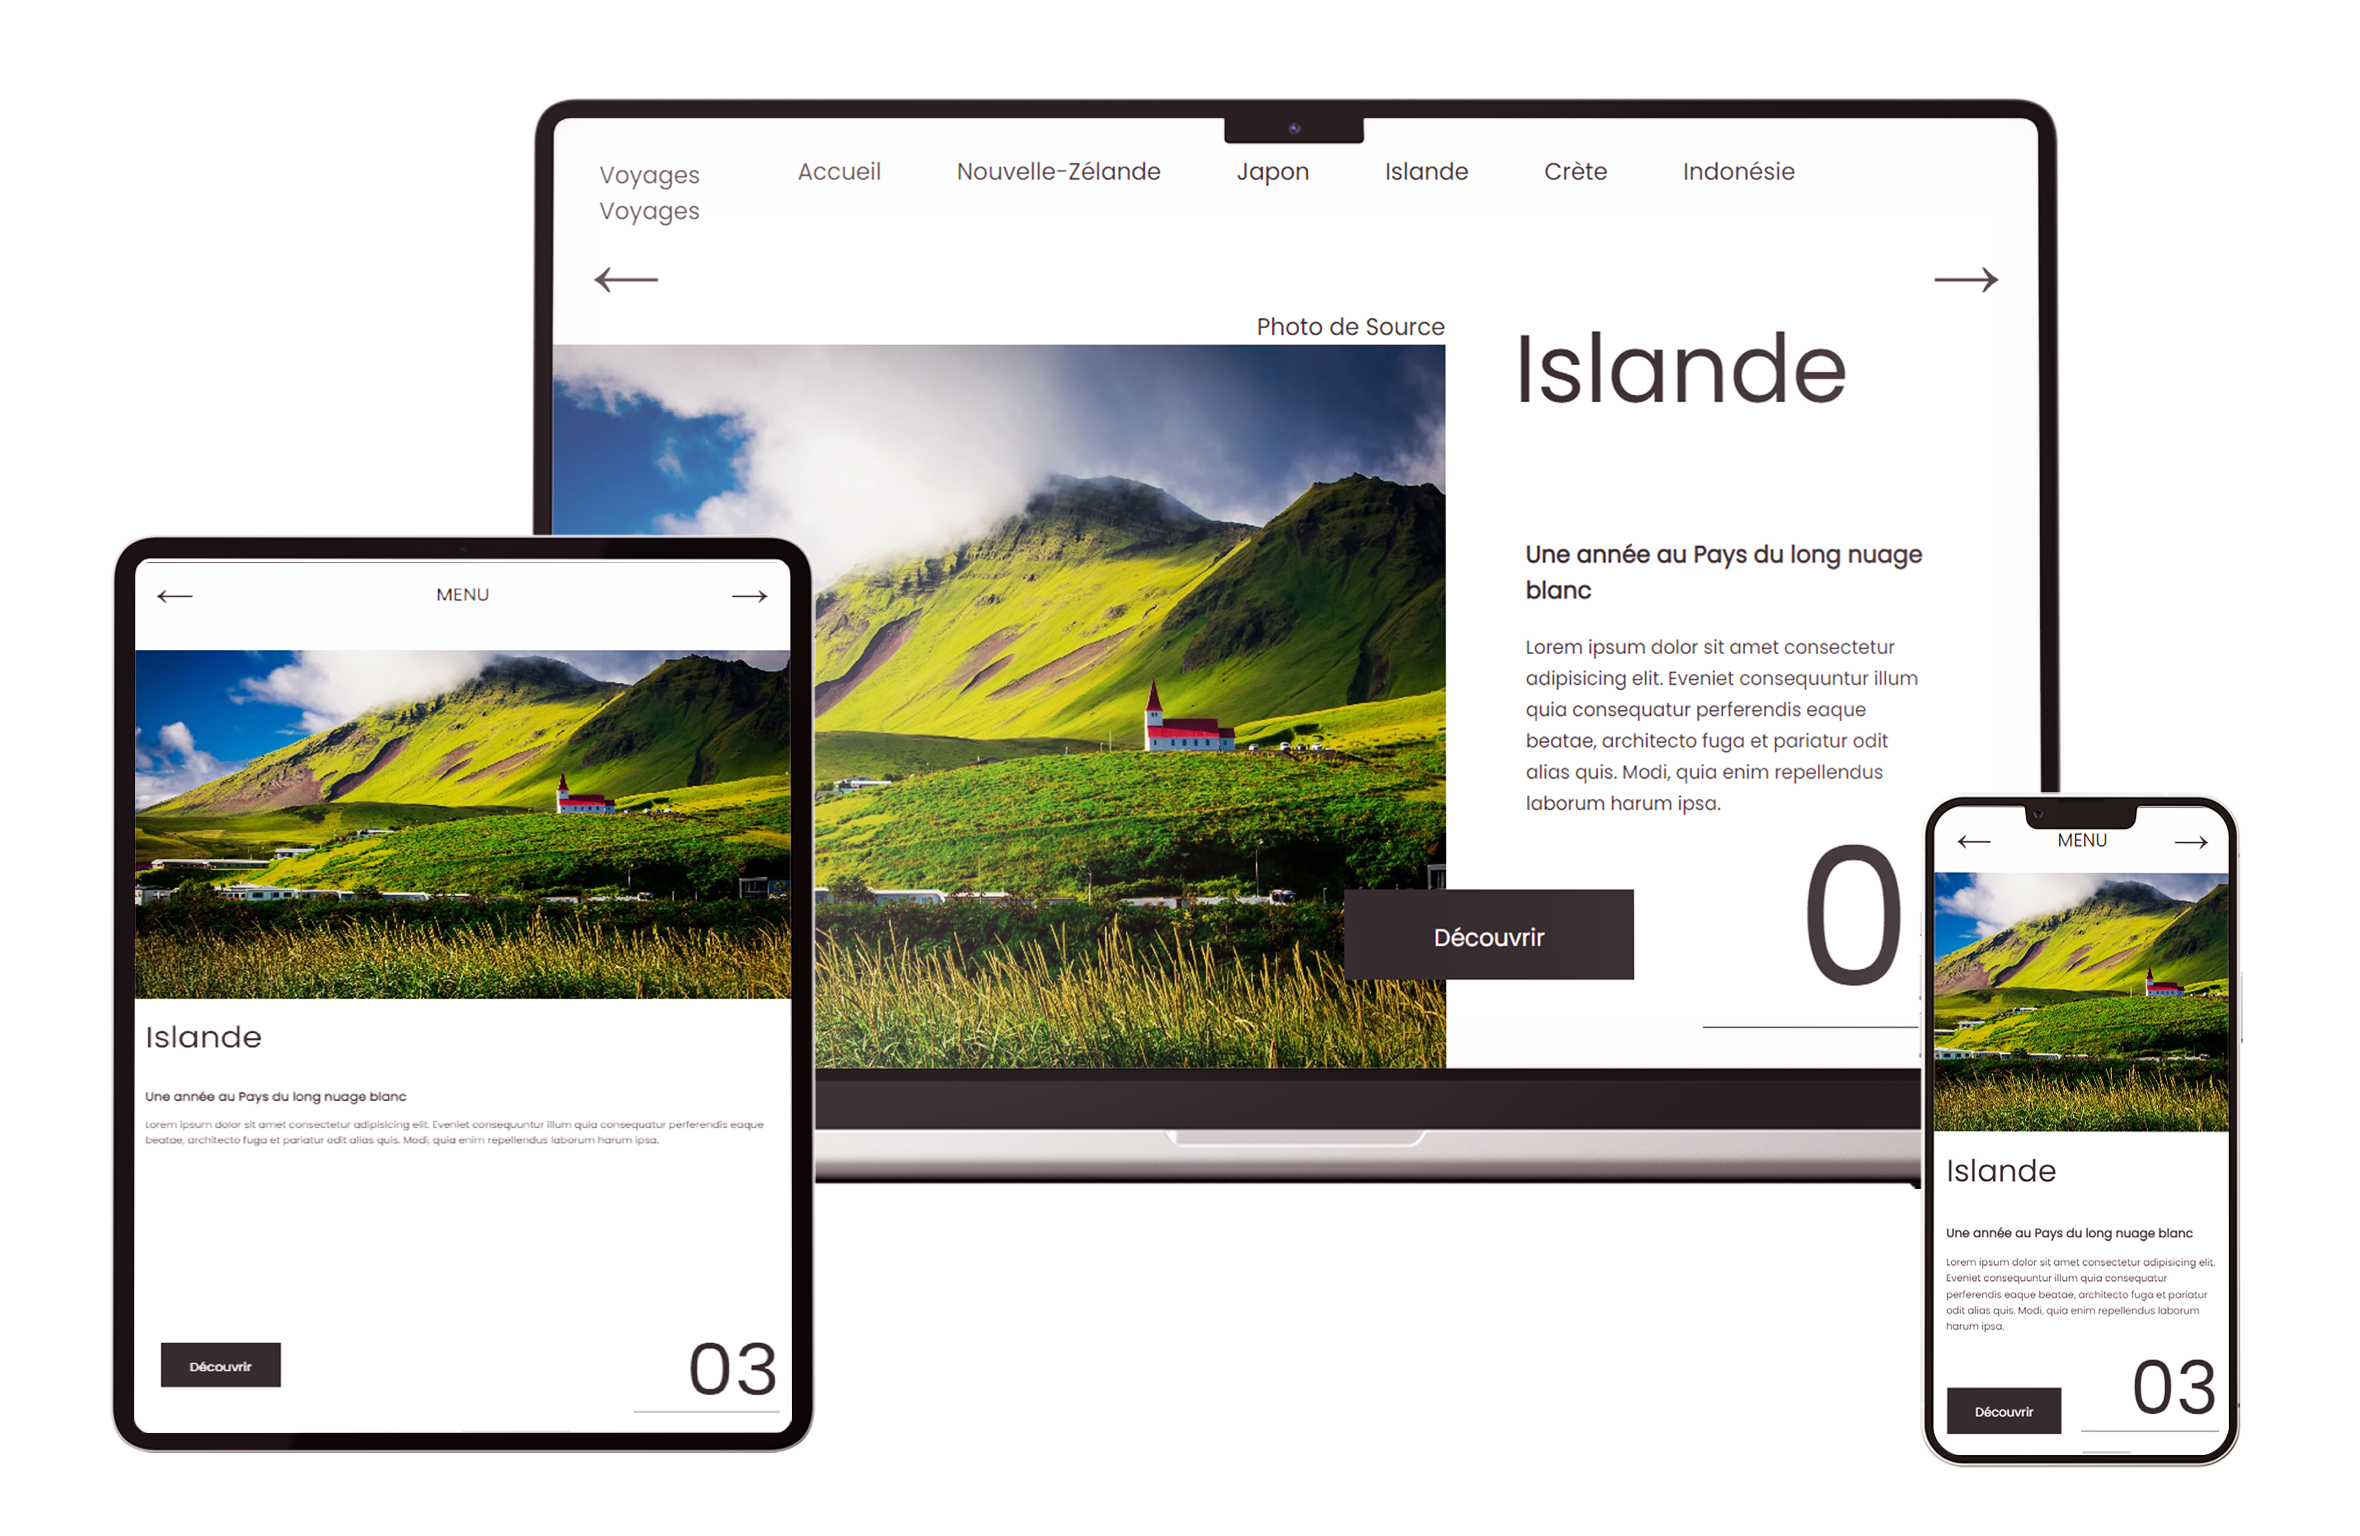 Voyages
Voyages
Accueil Nouvelle-Zélande Japon Islande Crète Indonésie
Photo de Source
Islande
Une année au Pays du long nuage
blanc
Lorem ipsum dolor sit amet consectetur
adipisicing elit. Eveniet consequuntur illum
quia consequatur perferendis eaque
beatae, architecto fuga et pariatur odit
alias quis. Modi, quia enim repellendus
laborum harum ipsa.
Découvrir
0
MENU
Islande
Une année au Pays du long nuage blanc
Lorem ipsum dolor sit amet consectetur adipisicing elit. Eveniet consequuntur illum quia consequatur perferendis eaque
beatae, architecto fuga et pariatur odit alias quis. Modi, quia enim repellendus laborum harum ipsa.
Découvrir
03
MENU
Islande
Une année au Pays du long nuage blanc
Lorem ipsum dolor sit amet consectetur adipisicing elit.
Eveniet consequuntur illum quia consequatur
perferendis eaque beatae, architecto fuga et pariatur
odit alias quis. Modi, quia enim repellendus laborum
harum ipsa.
Découvrir
03